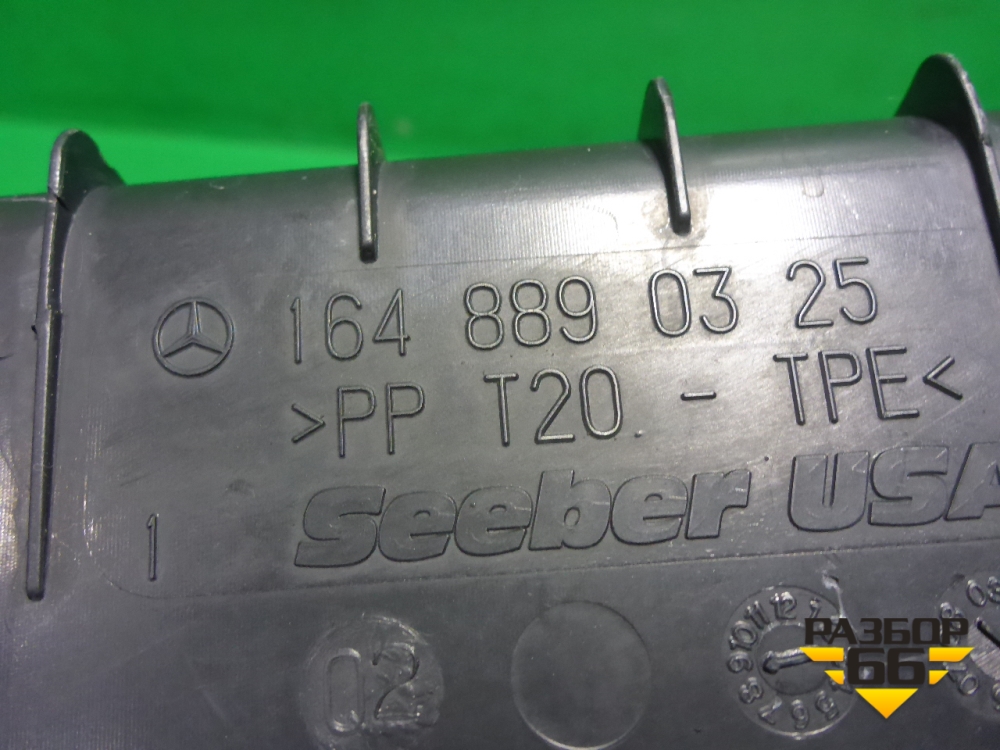 164 889 03 25
>PP T20 - TPE<
1
Seeber USA
02
РАЗБОР
66